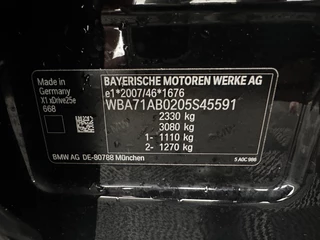 Made in
Germany
X1 xDrive25e
668
BAYERISCHE MOTOREN WERKE AG
e1*2007/46*1676
WBA71AB0205S45591
2330 kg
3080 kg
1- 1110 kg
2- 1270 kg
BMW AG DE-80788 München
5 A0C 986